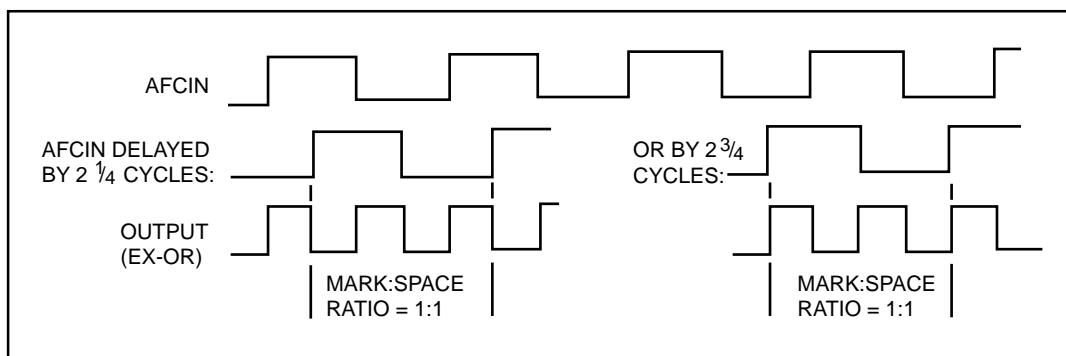 AFCIN
AFCIN DELAYED
BY 2 1/4 CYCLES:
OR BY 2 3/4
CYCLES:
OUTPUT
(EX-OR)
MARK:SPACE
RATIO = 1:1
MARK:SPACE
RATIO = 1:1